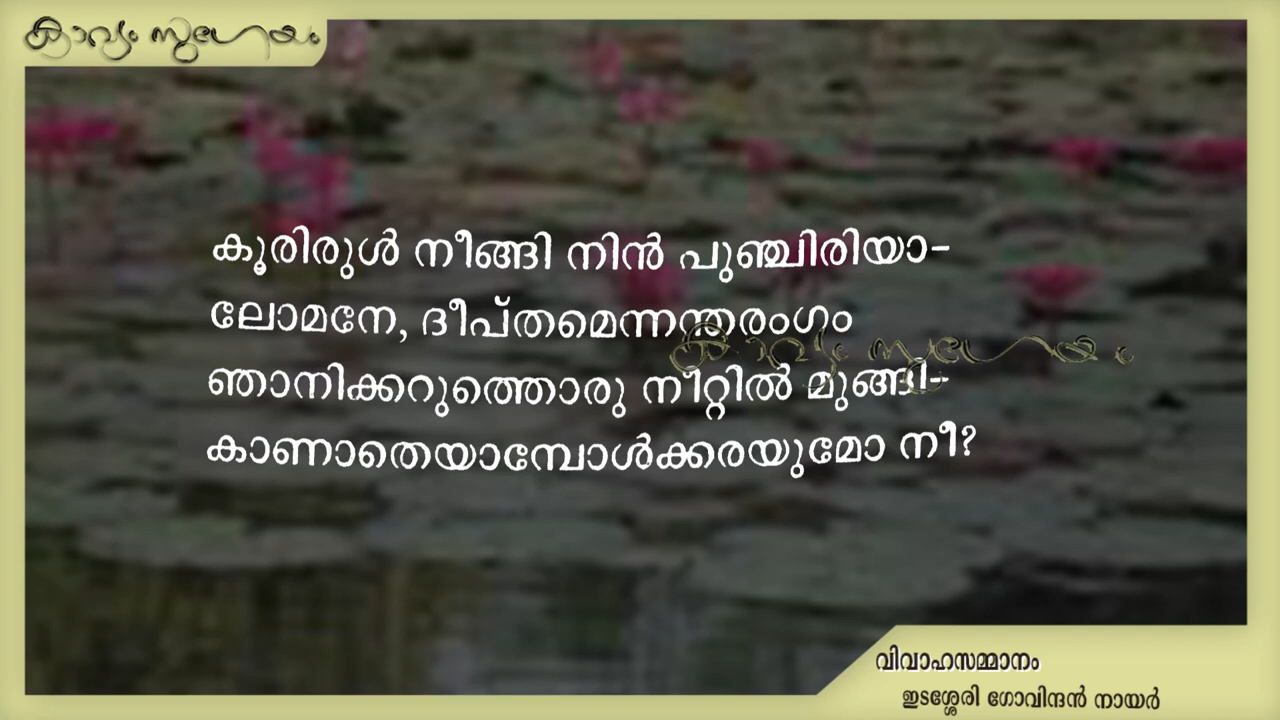 കാവ്യം സുഗേയം
കൂരിരുൾ നീങ്ങി നിൻ പുഞ്ചിരിയാ-
ലോമനേ, ദീപ്തമെന്നന്തരംഗം
കാവ്യം സുഗേയം
ഞാനിക്കറുത്തൊരു നീറ്റിൽ മുങ്ങി-
കാണാതെയാമ്പോൾക്കരയുമോ നീ?
വിവാഹസമ്മാനം
ഇടശ്ശേരി ഗോവിന്ദൻ നായർ